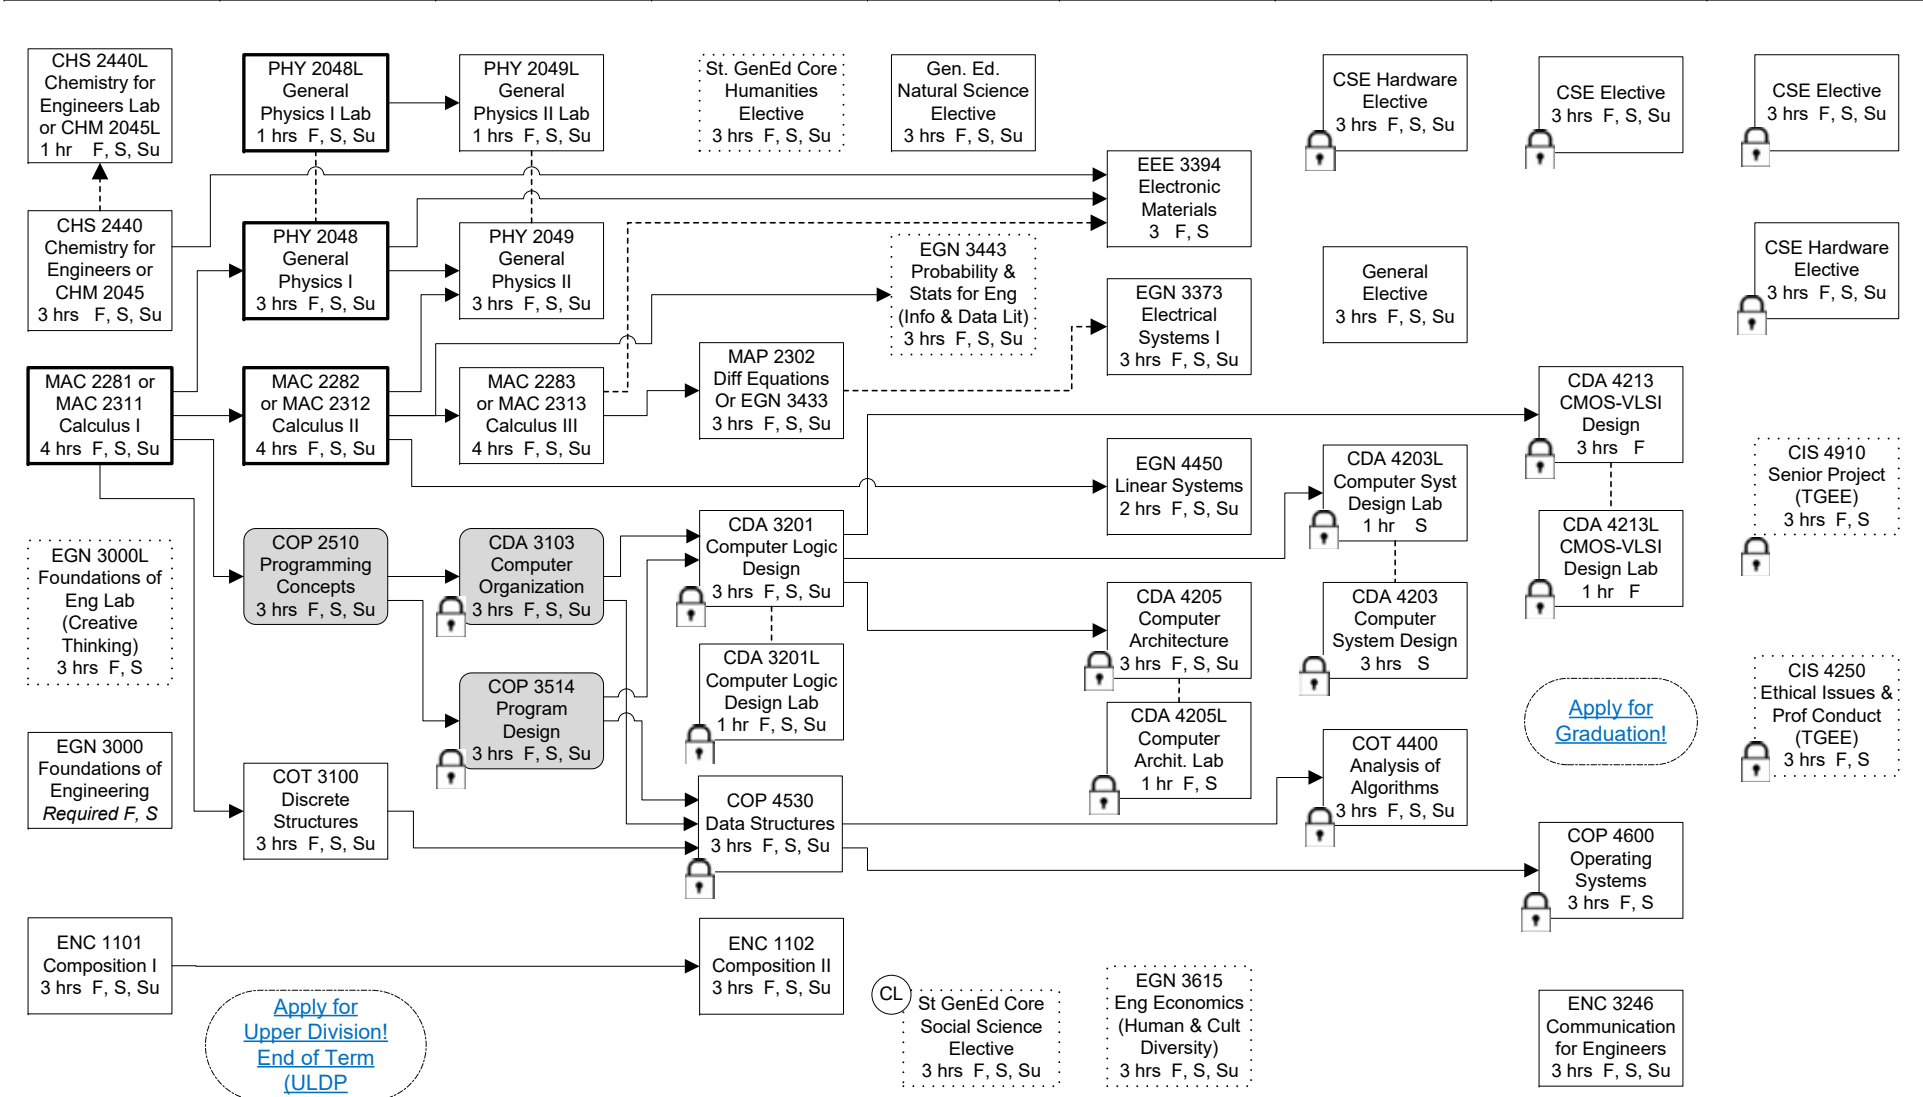 CHS 2440L
Chemistry for
Engineers Lab
or CHM 2045L
1 hr F, S, Su
PHY 2048L
General
Physics I Lab
1 hrs F, S, Su
PHY 2049L
General
Physics II Lab
1 hrs F, S, Su
St. GenEd Core
Humanities
Elective
3 hrs F, S, Su
Gen. Ed.
Natural Science
Elective
3 hrs F, S, Su
CSE Hardware
Elective
3 hrs F, S, Su
CSE Elective
3 hrs F, S, Su
CSE Elective
3 hrs F, S, Su
EEE 3394
Electronic
Materials
3 F, S
CHS 2440
Chemistry for
Engineers or
CHM 2045
3 hrs F, S, Su
PHY 2048
General
Physics I
3 hrs F, S, Su
PHY 2049
General
Physics II
3 hrs F, S, Su
EGN 3443
Probability &
Stats for Eng
(Info & Data Lit)
3 hrs F, S, Su
EGN 3373
Electrical
Systems I
3 hrs F, S, Su
General
Elective
3 hrs F, S, Su
CSE Hardware
Elective
3 hrs F, S, Su
MAC 2281 or
MAC 2311
Calculus I
4 hrs F, S, Su
MAC 2282
or MAC 2312
Calculus II
4 hrs F, S, Su
MAC 2283
or MAC 2313
Calculus III
4 hrs F, S, Su
MAP 2302
Diff Equations
Or EGN 3433
3 hrs F, S, Su
CDA 4213
CMOS-VLSI
Design
3 hrs F
EGN 4450
Linear Systems
2 hrs F, S, Su
CDA 4203L
Computer Syst
Design Lab
1 hr S
CIS 4910
Senior Project
(TGEE)
3 hrs F, S
EGN 3000L
Foundations of
Eng Lab
(Creative
Thinking)
3 hrs F, S
COP 2510
Programming
Concepts
3 hrs F, S, Su
CDA 3103
Computer
Organization
3 hrs F, S, Su
CDA 3201
Computer Logic
Design
3 hrs F, S, Su
CDA 4213L
CMOS-VLSI
Design Lab
1 hr F
CDA 4205
Computer
Architecture
3 hrs F, S, Su
CDA 4203
Computer
System Design
3 hrs S
COP 3514
Program
Design
3 hrs F, S, Su
CDA 3201L
Computer Logic
Design Lab
1 hr F, S, Su
CDA 4205L
Computer
Archit. Lab
1 hr F, S
Apply for
Graduation!
CIS 4250
Ethical Issues &
Prof Conduct
(TGEE)
3 hrs F, S
EGN 3000
Foundations of
Engineering
Required F, S
COT 3100
Discrete
Structures
3 hrs F, S, Su
COP 4530
Data Structures
3 hrs F, S, Su
COT 4400
Analysis of
Algorithms
3 hrs F, S, Su
COP 4600
Operating
Systems
3 hrs F, S
ENC 1101
Composition I
3 hrs F, S, Su
Apply for
Upper Division!
End of Term
(ULDP
ENC 1102
Composition II
3 hrs F, S, Su
CL
St GenEd Core
Social Science
Elective
3 hrs F, S, Su
EGN 3615
Eng Economics
(Human & Cult
Diversity)
3 hrs F, S, Su
ENC 3246
Communication
for Engineers
3 hrs F, S, Su